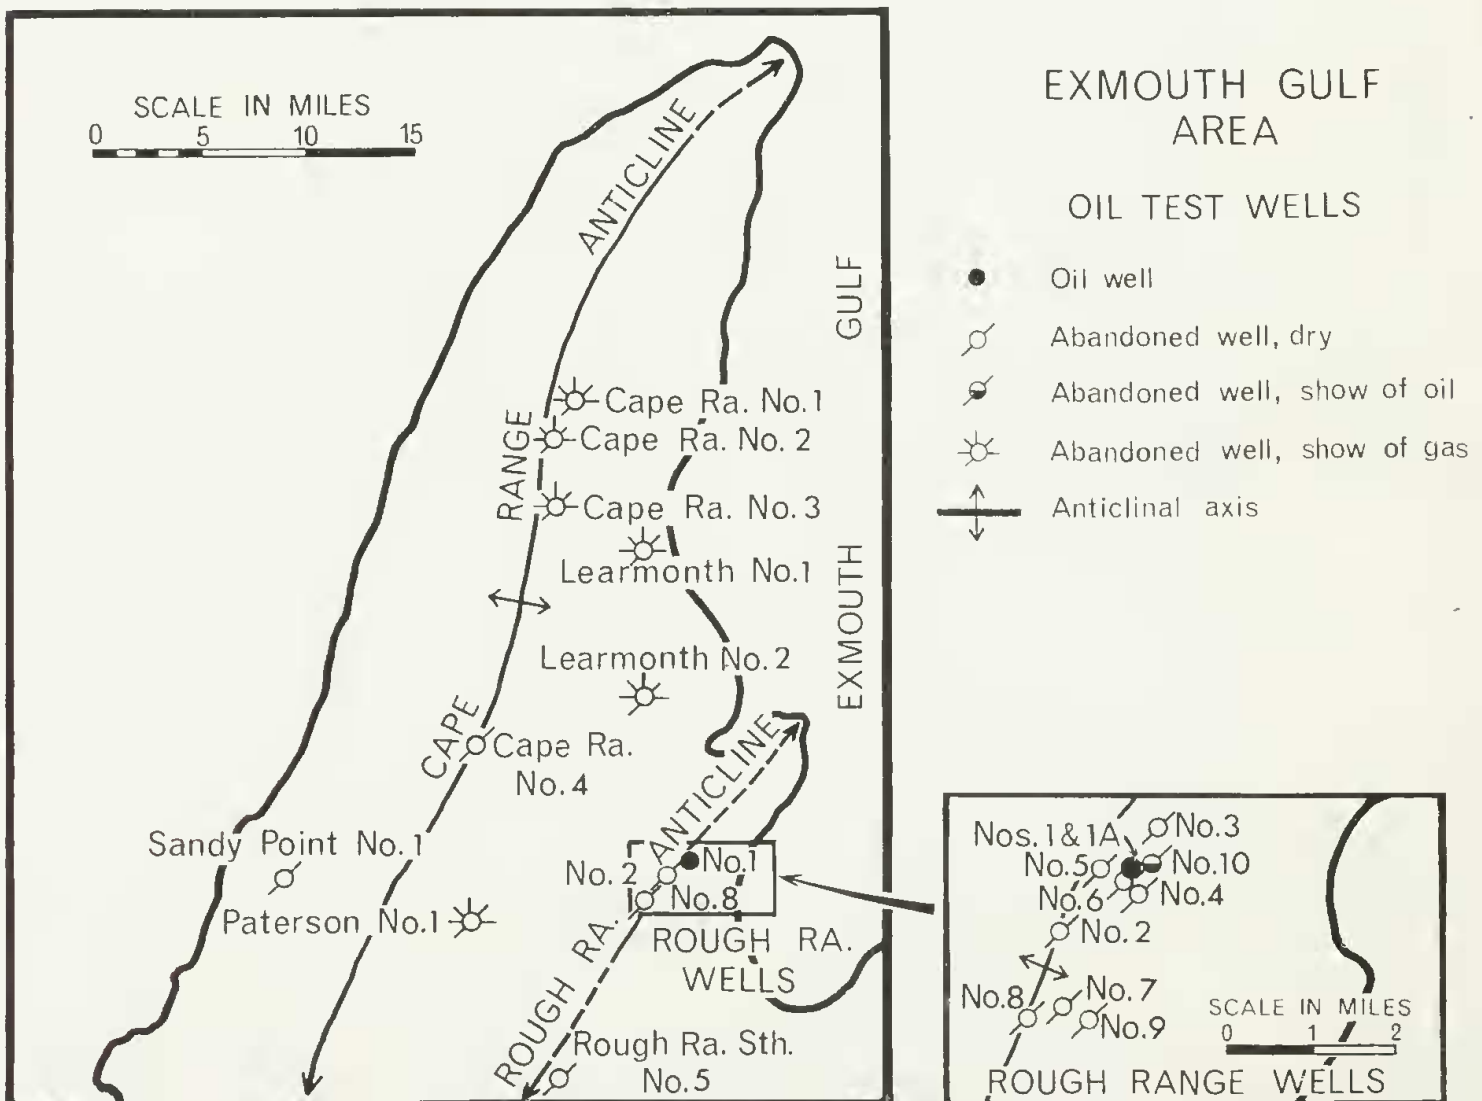 SCALE IN MILES
0 5 10 15
ANTICLINE
RANGE
CAPE
GULF
EXMOUTH
Cape Ra. No.1
Cape Ra. No. 2
Cape Ra. No.3
Learmonth No.1
Learmonth No.2
Cape Ra.
No.4
Sandy Point No.1
Paterson No.1
ANTICLINE
ROUGH RA.
No.1
No. 2
No.8
ROUGH RA.
WELLS
Rough Ra. Sth.
No.5
EXMOUTH GULF
AREA
OIL TEST WELLS
Oil well
Abandoned well, dry
Abandoned well, show of oil
Abandoned well, show of gas
Anticlinal axis
Nos.1&1A
No.3
No.5
No.10
No.6
No.4
No.2
No.8
No.7
No.9
SCALE IN MILES
0 1 2
ROUGH RANGE WELLS